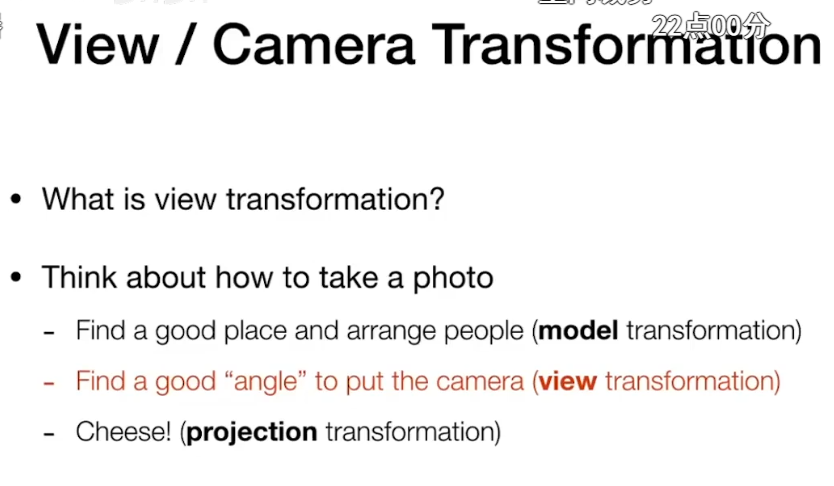 22点00分
View / Camera Transformation
• What is view transformation?
• Think about how to take a photo
- Find a good place and arrange people (model transformation)
- Find a good “angle” to put the camera (view transformation)
- Cheese! (projection transformation)